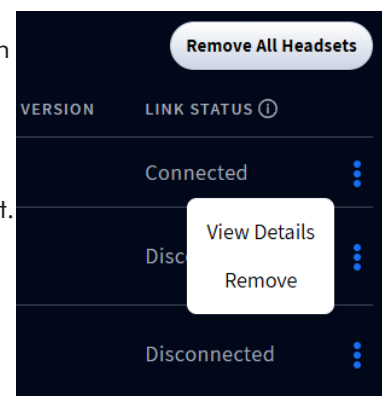 Remove All Headsets
VERSION LINK STATUS
Connected
View Details
Remove
Disconnected